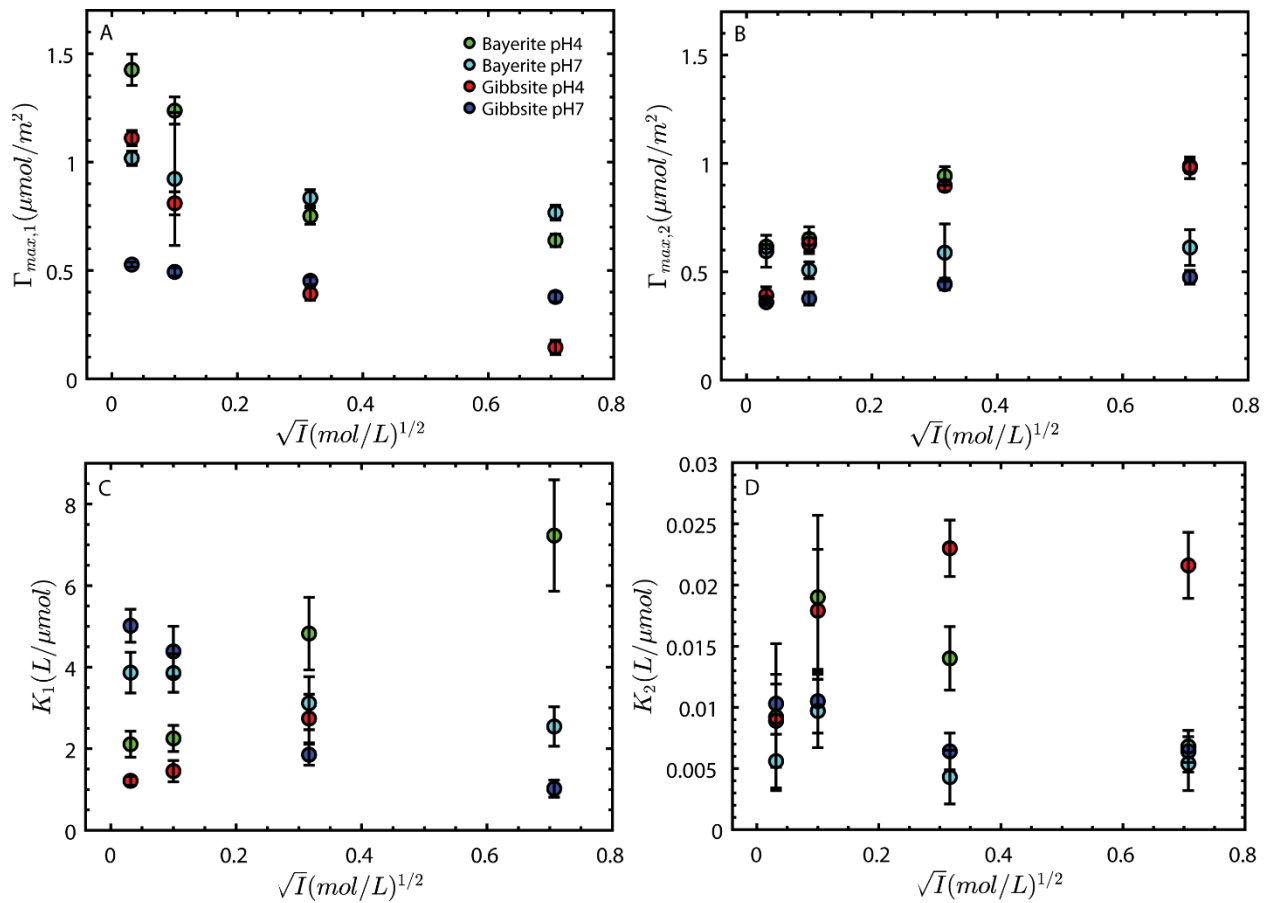 A
Bayerite pH4
Bayerite pH7
Gibbsite pH4
Gibbsite pH7
1.5
1
0.5
0
Γmax,1(μmol/m²)
0 0.2 0.4 0.6 0.8
√I(mol/L)^1/2
B
1.5
1
0.5
0
Γmax,2(μmol/m²)
0 0.2 0.4 0.6 0.8
√I(mol/L)^1/2
C
8
6
4
2
0
K1(L/μmol)
0 0.2 0.4 0.6 0.8
√I(mol/L)^1/2
D
0.03
0.025
0.02
0.015
0.01
0.005
0
K2(L/μmol)
0 0.2 0.4 0.6 0.8
√I(mol/L)^1/2